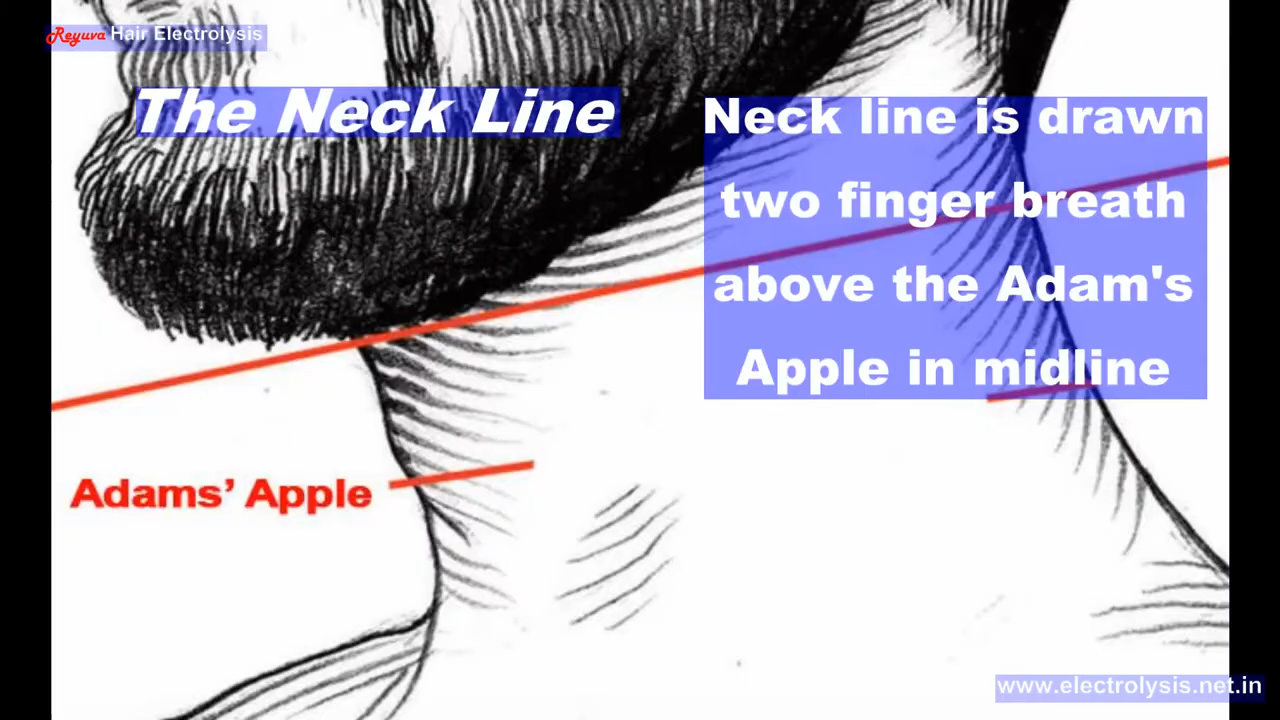 Reyuva Hair Electrolysis
The Neck Line
Neck line is drawn
two finger breath
above the Adam's
Apple in midline
Adams’ Apple
www.electrolysis.net.in